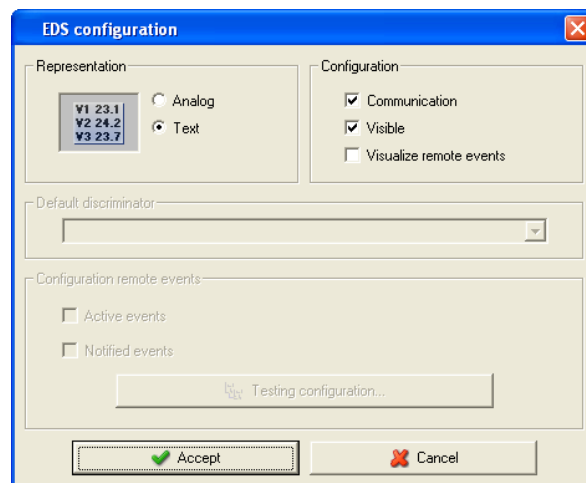 EDS configuration
Representation
V1 23.1
V2 24.2
V3 23.7
Analog
Text
Configuration
Communication
Visible
Visualize remote events
Default discriminator
Configuration remote events
Active events
Notified events
Testing configuration...
Accept
Cancel